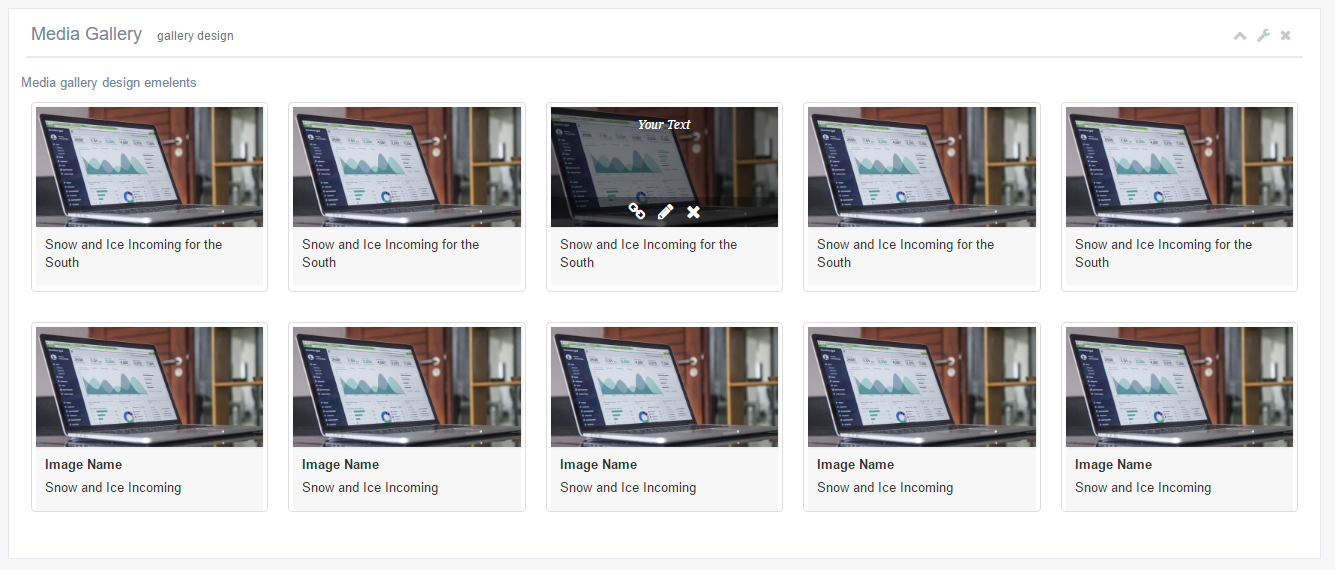 Media Gallery gallery design
Media gallery design emelents
Your Text
Snow and Ice Incoming for the
South
Snow and Ice Incoming for the
South
Snow and Ice Incoming for the
South
Snow and Ice Incoming for the
South
Snow and Ice Incoming for the
South
Image Name
Snow and Ice Incoming
Image Name
Snow and Ice Incoming
Image Name
Snow and Ice Incoming
Image Name
Snow and Ice Incoming
Image Name
Snow and Ice Incoming